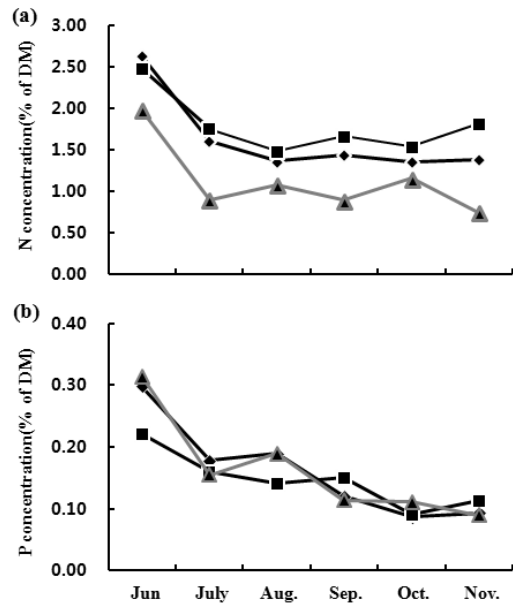 (a)
N concentration(% of DM)
3.00
2.50
2.00
1.50
1.00
0.50
0.00
(b)
P concentration(% of DM)
0.40
0.30
0.20
0.10
0.00
Jun July Aug. Sep. Oct. Nov.